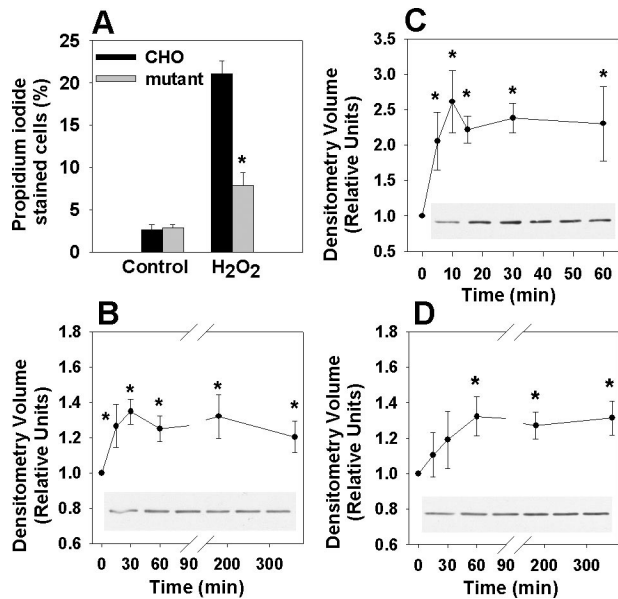 A
CHO
mutant
Propidium iodide
stained cells (%)
25
20
15
10
5
0
*
Control
H2O2
C
Densitometry Volume
(Relative Units)
3.5
3.0
2.5
2.0
1.5
1.0
0.5
* * * * *
0 10 20 30 40 50 60
Time (min)
B
Densitometry Volume
(Relative Units)
1.8
1.6
1.4
1.2
1.0
0.8
0.6
* * * * *
0 30 60 90 200 300
Time (min)
D
Densitometry Volume
(Relative Units)
1.8
1.6
1.4
1.2
1.0
0.8
0.6
* * *
0 30 60 90 200 300
Time (min)